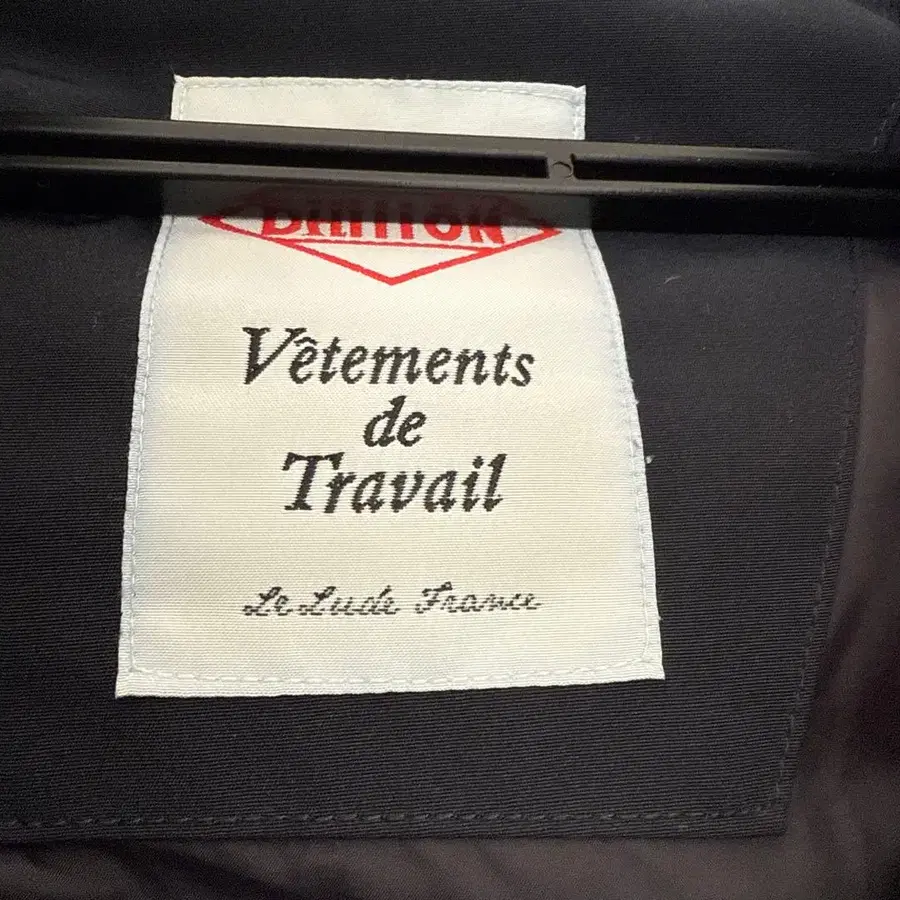 Vêtements
de
Travail
Le Lude France